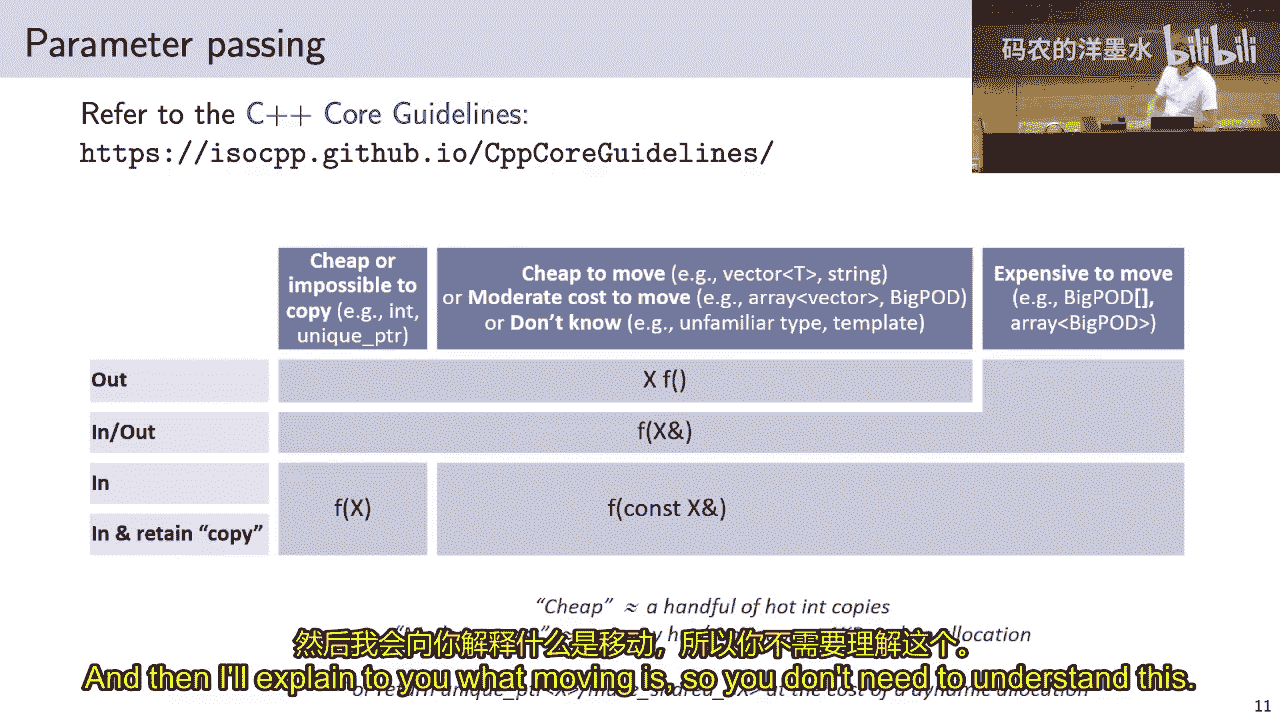 Parameter passing
码农的洋墨水 bilibili
Refer to the C++ Core Guidelines:
https://isocpp.github.io/CppCoreGuidelines/
Cheap or
impossible to
copy (e.g., int,
unique_ptr)
Cheap to move (e.g., vector<T>, string)
or Moderate cost to move (e.g., array<vector>, BigPOD)
or Don't know (e.g., unfamiliar type, template)
Expensive to move
(e.g., BigPOD[],
array<BigPOD>)
Out
X f()
In/Out
f(X&)
In
f(X)
f(const X&)
In & retain “copy”
“Cheap” ≈ a handful of hot int copies
allocation
然后我会向你解释什么是移动，所以你不需要理解这个。
And then I'll explain to you what moving is, so you don't need to understand this.
11